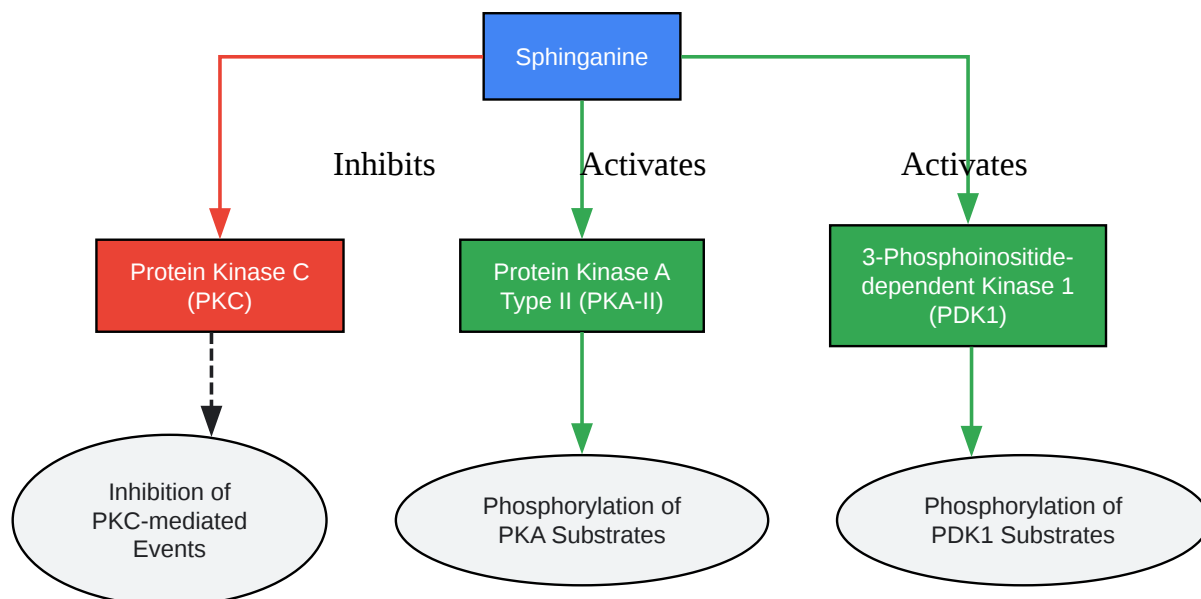 Sphinganine
Inhibits
Activates
Activates
Protein Kinase C
(PKC)
Protein Kinase A
Type II (PKA-II)
3-Phosphoinositide-
dependent Kinase 1
(PDK1)
Inhibition of
PKC-mediated
Events
Phosphorylation of
PKA Substrates
Phosphorylation of
PDK1 Substrates